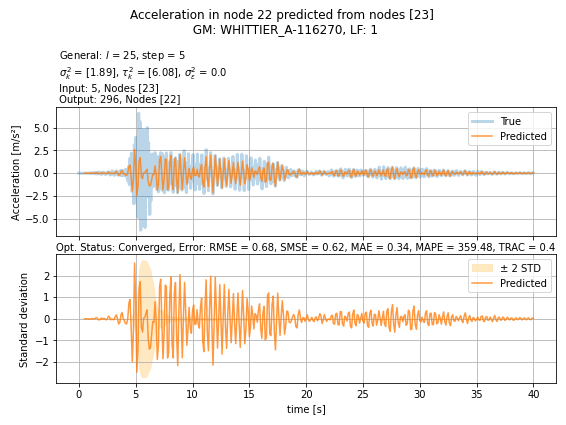 Acceleration in node 22 predicted from nodes [23]
GM: WHITTIER_A-116270, LF: 1
General: l = 25, step = 5
σ²ₖ = [1.89], τ²ₖ = [6.08], σ²ε = 0.0
Input: 5, Nodes [23]
Output: 296, Nodes [22]
Acceleration [m/s²]
5.0
2.5
0.0
−2.5
−5.0
True
Predicted
Opt. Status: Converged, Error: RMSE = 0.68, SMSE = 0.62, MAE = 0.34, MAPE = 359.48, TRAC = 0.4
Standard deviation
2
1
0
−1
−2
± 2 STD
Predicted
0 5 10 15 20 25 30 35 40
time [s]